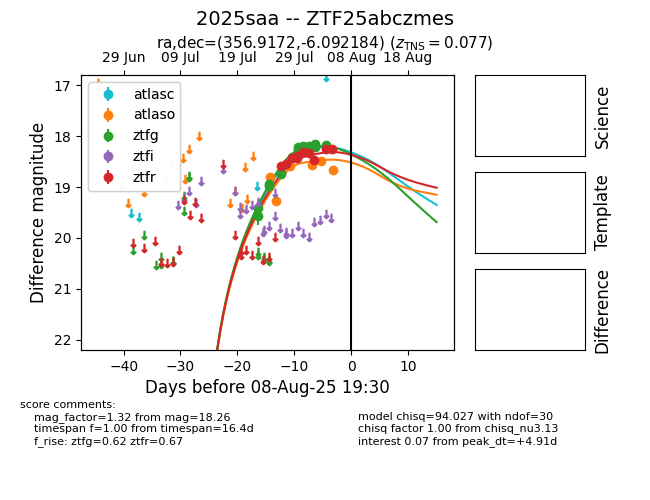 2025saa -- ZTF25abczmes
ra,dec=(356.9172,-6.092184) (z_TNS = 0.077)
29 Jun 09 Jul 19 Jul 29 Jul 08 Aug 18 Aug
17
18
19
20
21
22
Difference magnitude
atlasc
atlaso
ztfg
ztfi
ztfr
−40 −30 −20 −10 0 10
Days before 08-Aug-25 19:30
Science
Template
Difference
score comments:
mag_factor=1.32 from mag=18.26
timespan f=1.00 from timespan=16.4d
f_rise: ztfg=0.62 ztfr=0.67
model chisq=94.027 with ndof=30
chisq factor 1.00 from chisq_nu3.13
interest 0.07 from peak_dt=+4.91d